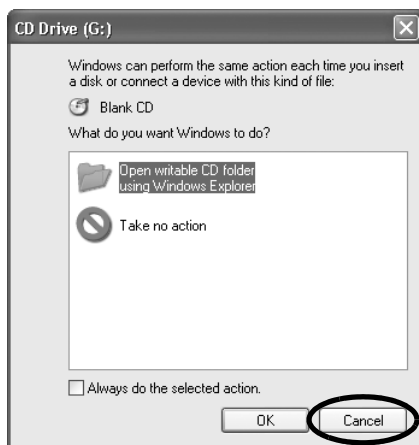 CD Drive (G:)
Windows can perform the same action each time you insert
a disk or connect a device with this kind of file:
Blank CD
What do you want Windows to do?
Open writable CD folder
using Windows Explorer
Take no action
Always do the selected action.
OK
Cancel